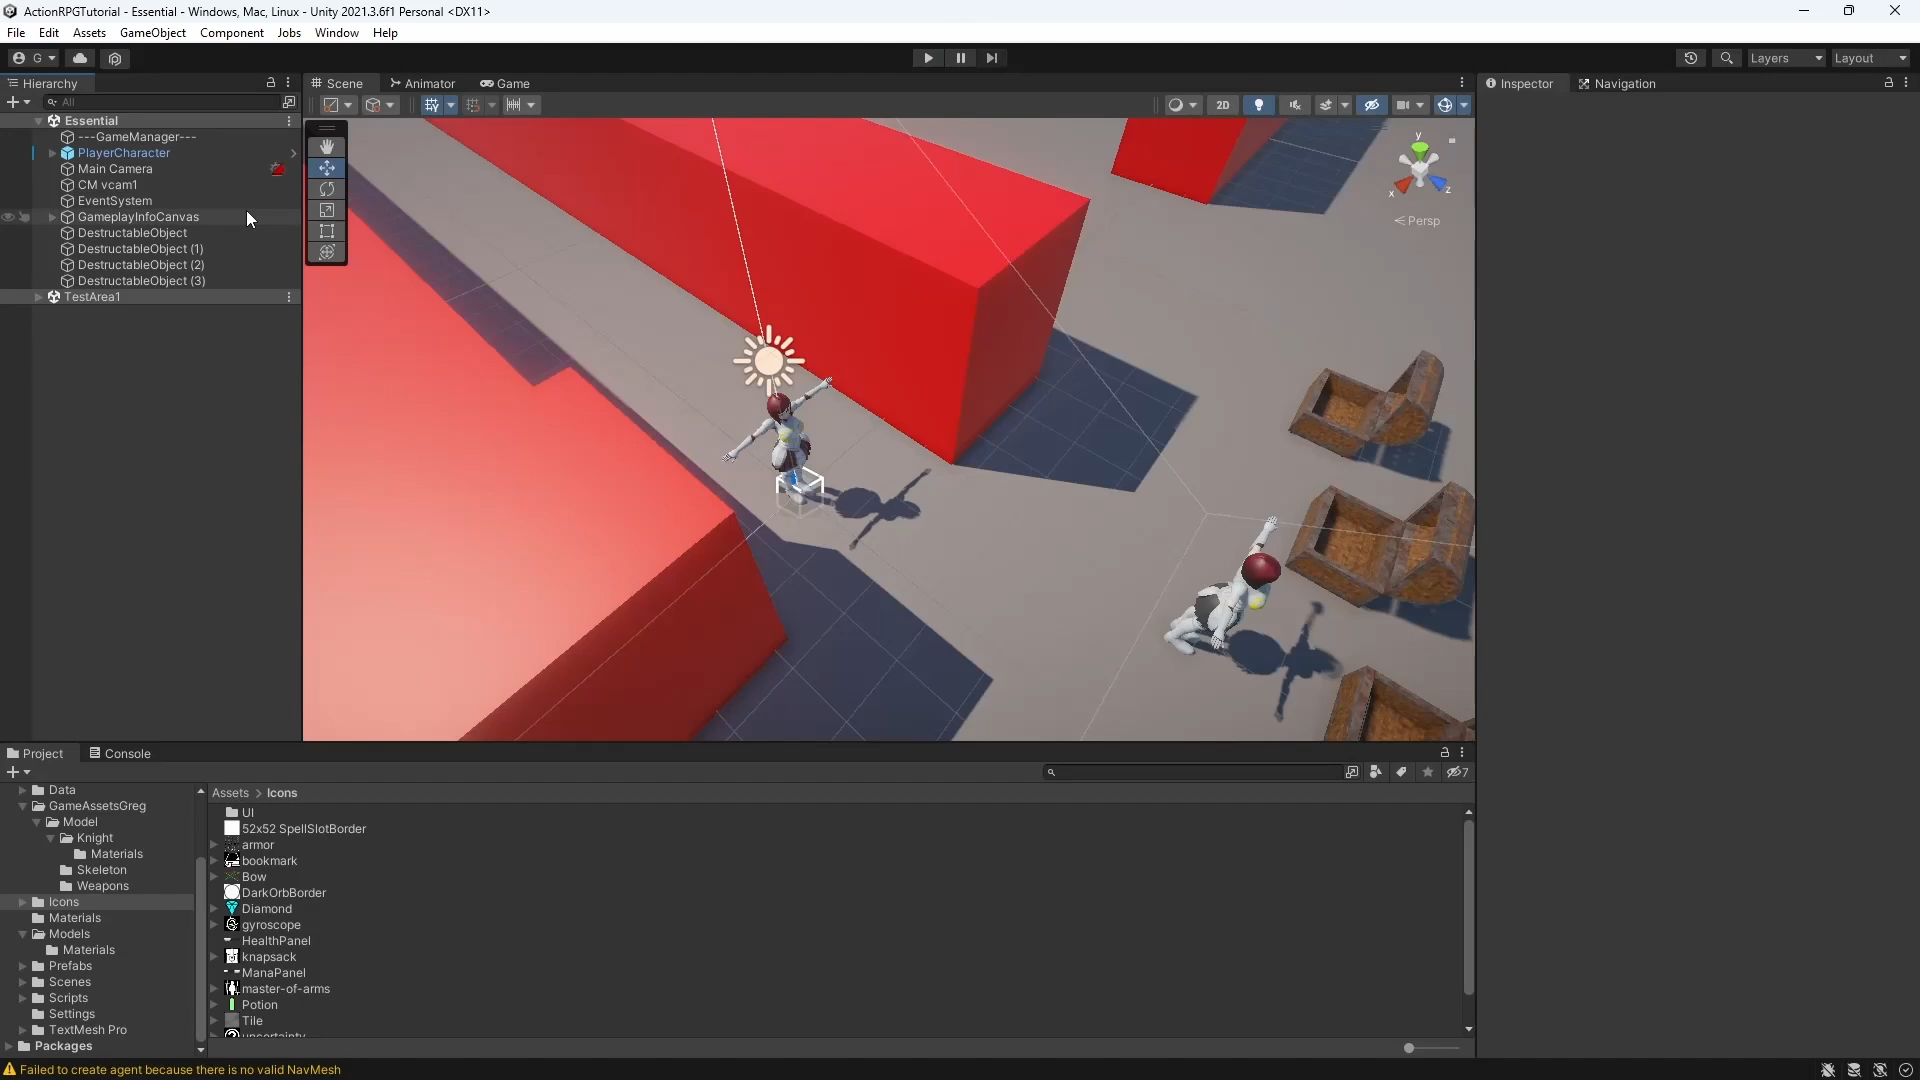 ActionRPGTutorial - Essential - Windows, Mac, Linux - Unity 2021.3.6f1 Personal <DX11>
File Edit Assets GameObject Component Jobs Window Help
G Layers Layout
Hierarchy Scene Animator Game Inspector Navigation
All 2D
Essential
---GameManager---
PlayerCharacter
Main Camera
CM vcam1
EventSystem
GameplayInfoCanvas
DestructableObject
DestructableObject (1)
DestructableObject (2)
DestructableObject (3)
TestArea1
y
x z
Persp
Project Console
7
Data
GameAssetsGreg
Model
Knight
Materials
Skeleton
Weapons
Icons
Materials
Models
Materials
Prefabs
Scenes
Scripts
Settings
TextMesh Pro
Packages
Assets > Icons
UI
52x52 SpellSlotBorder
armor
bookmark
Bow
DarkOrbBorder
Diamond
gyroscope
HealthPanel
knapsack
ManaPanel
master-of-arms
Potion
Tile
uncertainty
Failed to create agent because there is no valid NavMesh